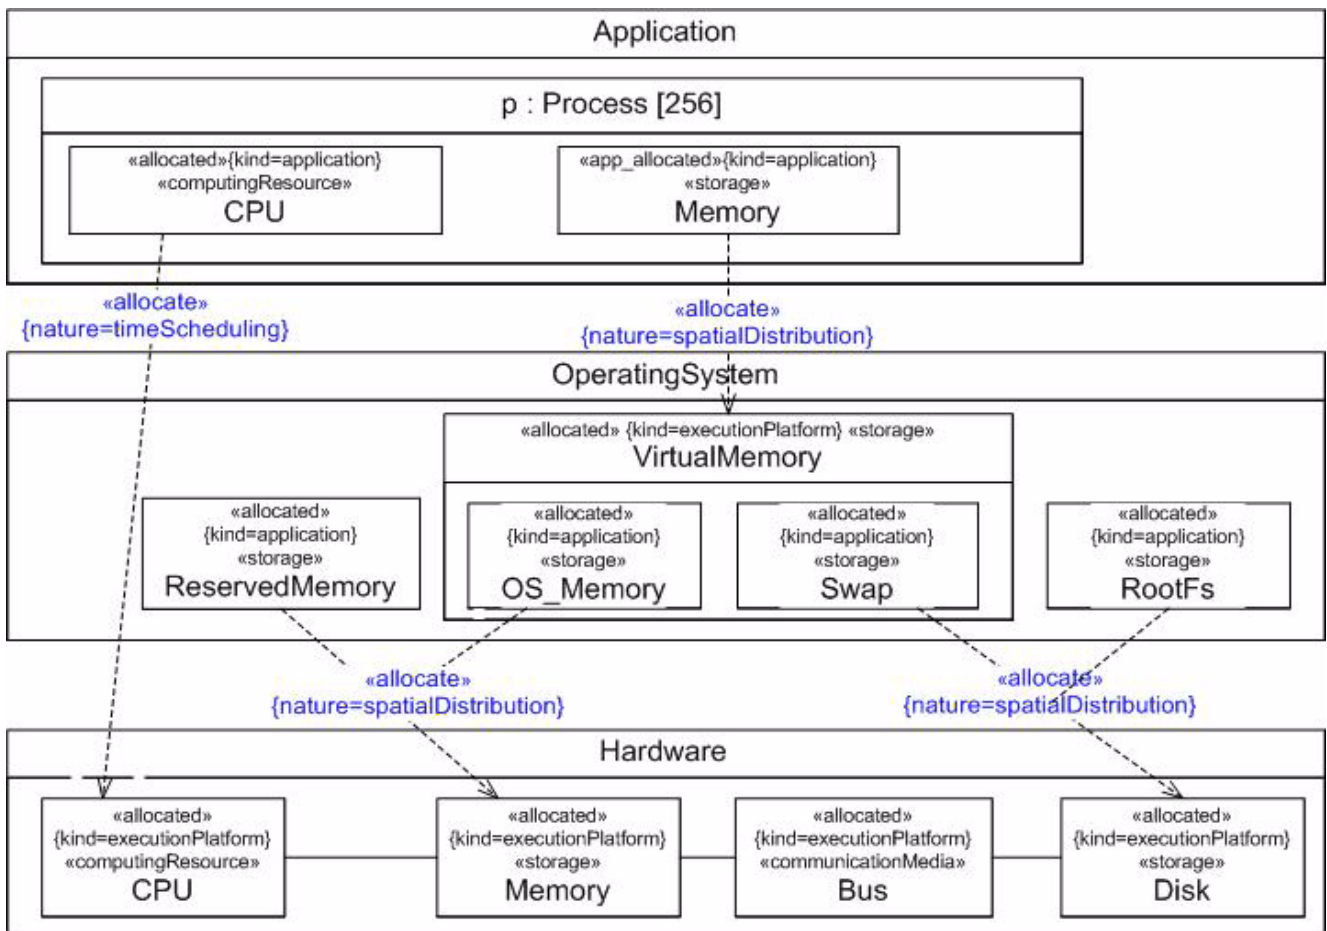 Application
p : Process [256]
«allocated»{kind=application}
«computingResource»
CPU
«app_allocated»{kind=application}
«storage»
Memory
«allocate»
{nature=timeScheduling}
«allocate»
{nature=spatialDistribution}
OperatingSystem
«allocated» {kind=executionPlatform} «storage»
VirtualMemory
«allocated»
{kind=application}
«storage»
ReservedMemory
«allocated»
{kind=application}
«storage»
OS_Memory
«allocated»
{kind=application}
«storage»
Swap
«allocated»
{kind=application}
«storage»
RootFs
«allocate»
{nature=spatialDistribution}
«allocate»
{nature=spatialDistribution}
Hardware
«allocated»
{kind=executionPlatform}
«computingResource»
CPU
«allocated»
{kind=executionPlatform}
«storage»
Memory
«allocated»
{kind=executionPlatform}
«communicationMedia»
Bus
«allocated»
{kind=executionPlatform}
«storage»
Disk